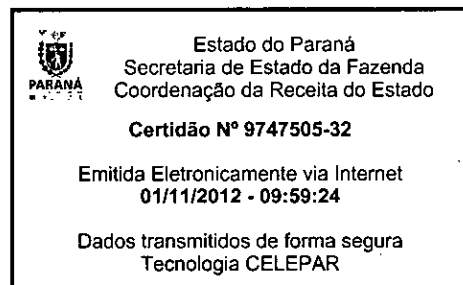 Estado do Paraná
Secretaria de Estado da Fazenda
PARANÁ
Coordenação da Receita do Estado
Certidão Nº 9747505-32
Emitida Eletronicamente via Internet
01/11/2012 - 09:59:24
Dados transmitidos de forma segura
Tecnologia CELEPAR